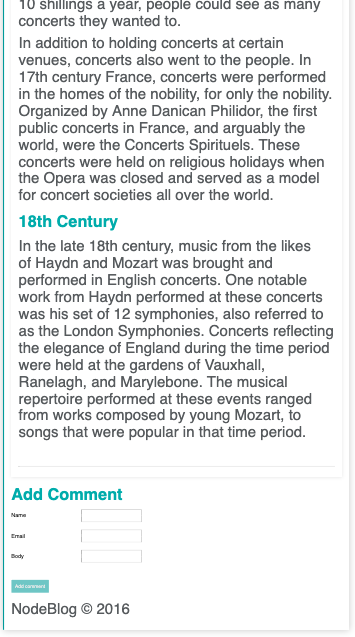 10 shillings a year, people could see as many
concerts they wanted to.
In addition to holding concerts at certain
venues, concerts also went to the people. In
17th century France, concerts were performed
in the homes of the nobility, for only the nobility.
Organized by Anne Danican Philidor, the first
public concerts in France, and arguably the
world, were the Concerts Spirituels. These
concerts were held on religious holidays when
the Opera was closed and served as a model
for concert societies all over the world.
18th Century
In the late 18th century, music from the likes
of Haydn and Mozart was brought and
performed in English concerts. One notable
work from Haydn performed at these concerts
was his set of 12 symphonies, also referred to
as the London Symphonies. Concerts reflecting
the elegance of England during the time period
were held at the gardens of Vauxhall,
Ranelagh, and Marylebone. The musical
repertoire performed at these events ranged
from works composed by young Mozart, to
songs that were popular in that time period.
Add Comment
Name
Email
Body
Add comment
NodeBlog © 2016